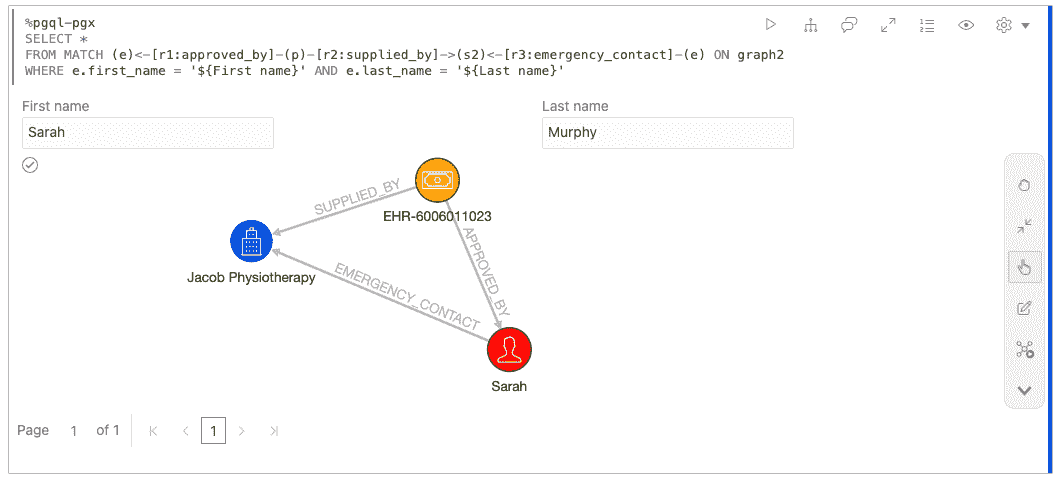 %pgql-pgx
SELECT *
FROM MATCH (e)<-[r1:approved_by]-(p)-[r2:supplied_by]->(s2)<-[r3:emergency_contact]-(e) ON graph2
WHERE e.first_name = '${First name}' AND e.last_name = '${Last name}'
First name
Last name
Sarah
Murphy
SUPPLIED_BY
EHR-6006011023
APPROVED_BY
Jacob Physiotherapy
EMERGENCY_CONTACT
Sarah
Page 1 of 1 1